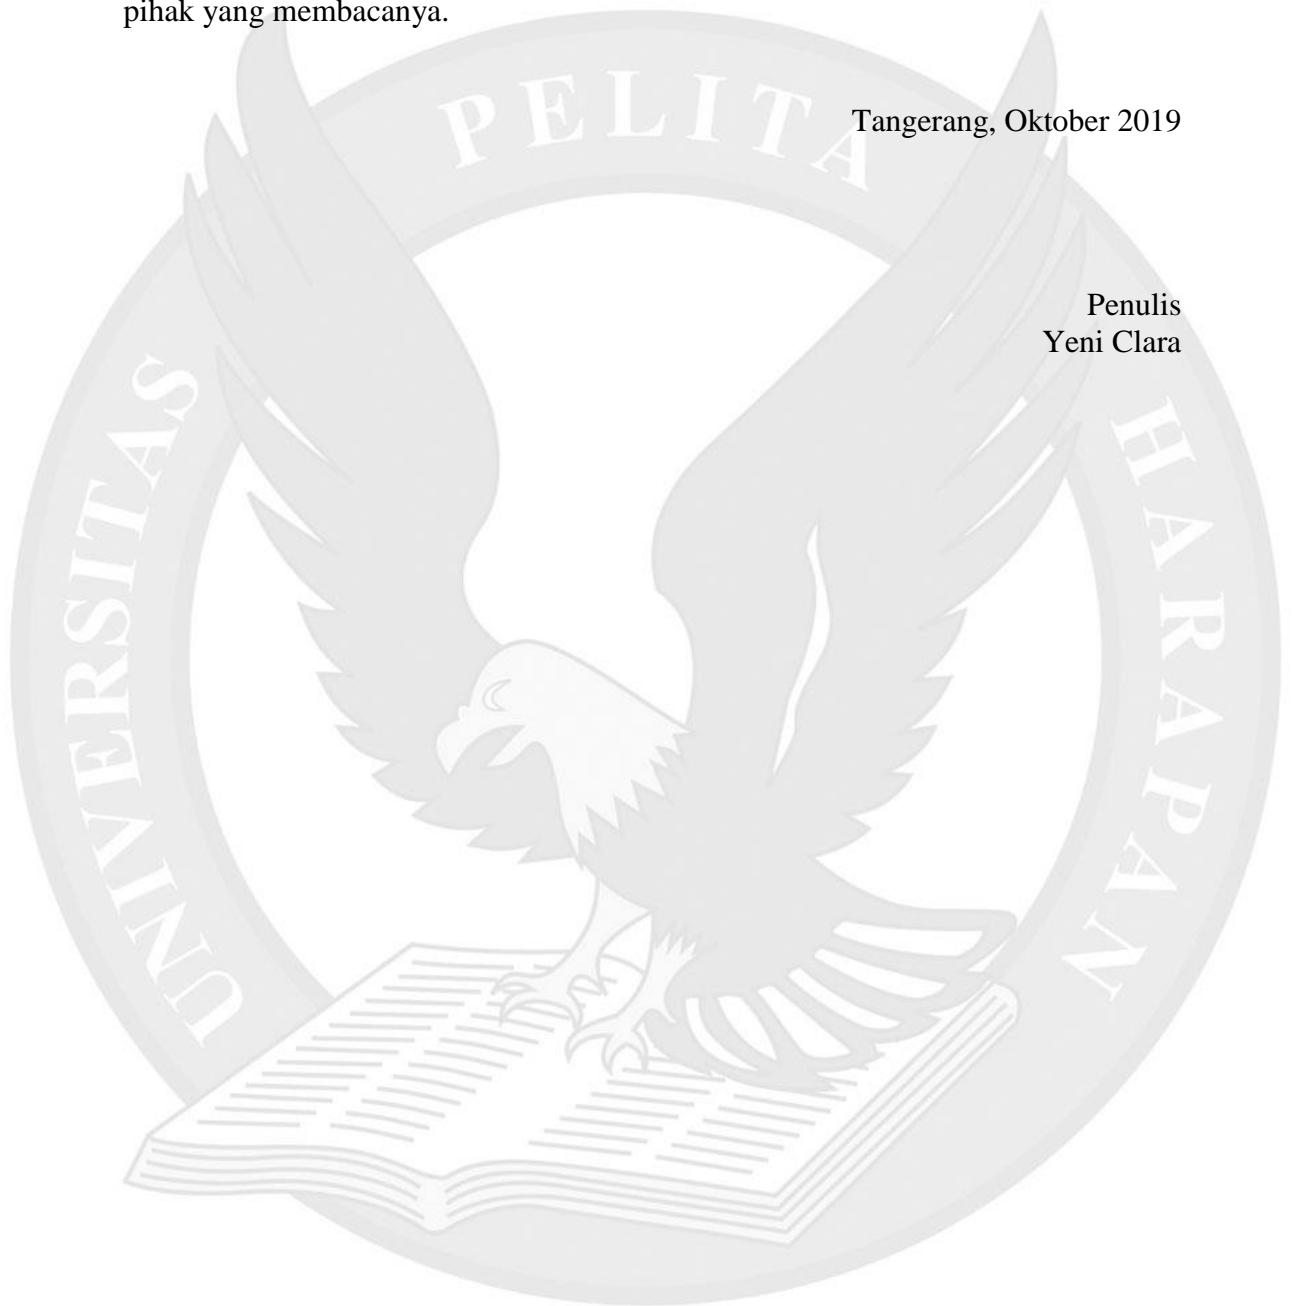 pihak yang membacanya.
PELITA
Tangerang, Oktober 2019
Penulis
Yeni Clara
UNIVERSITAS
HARAPAN